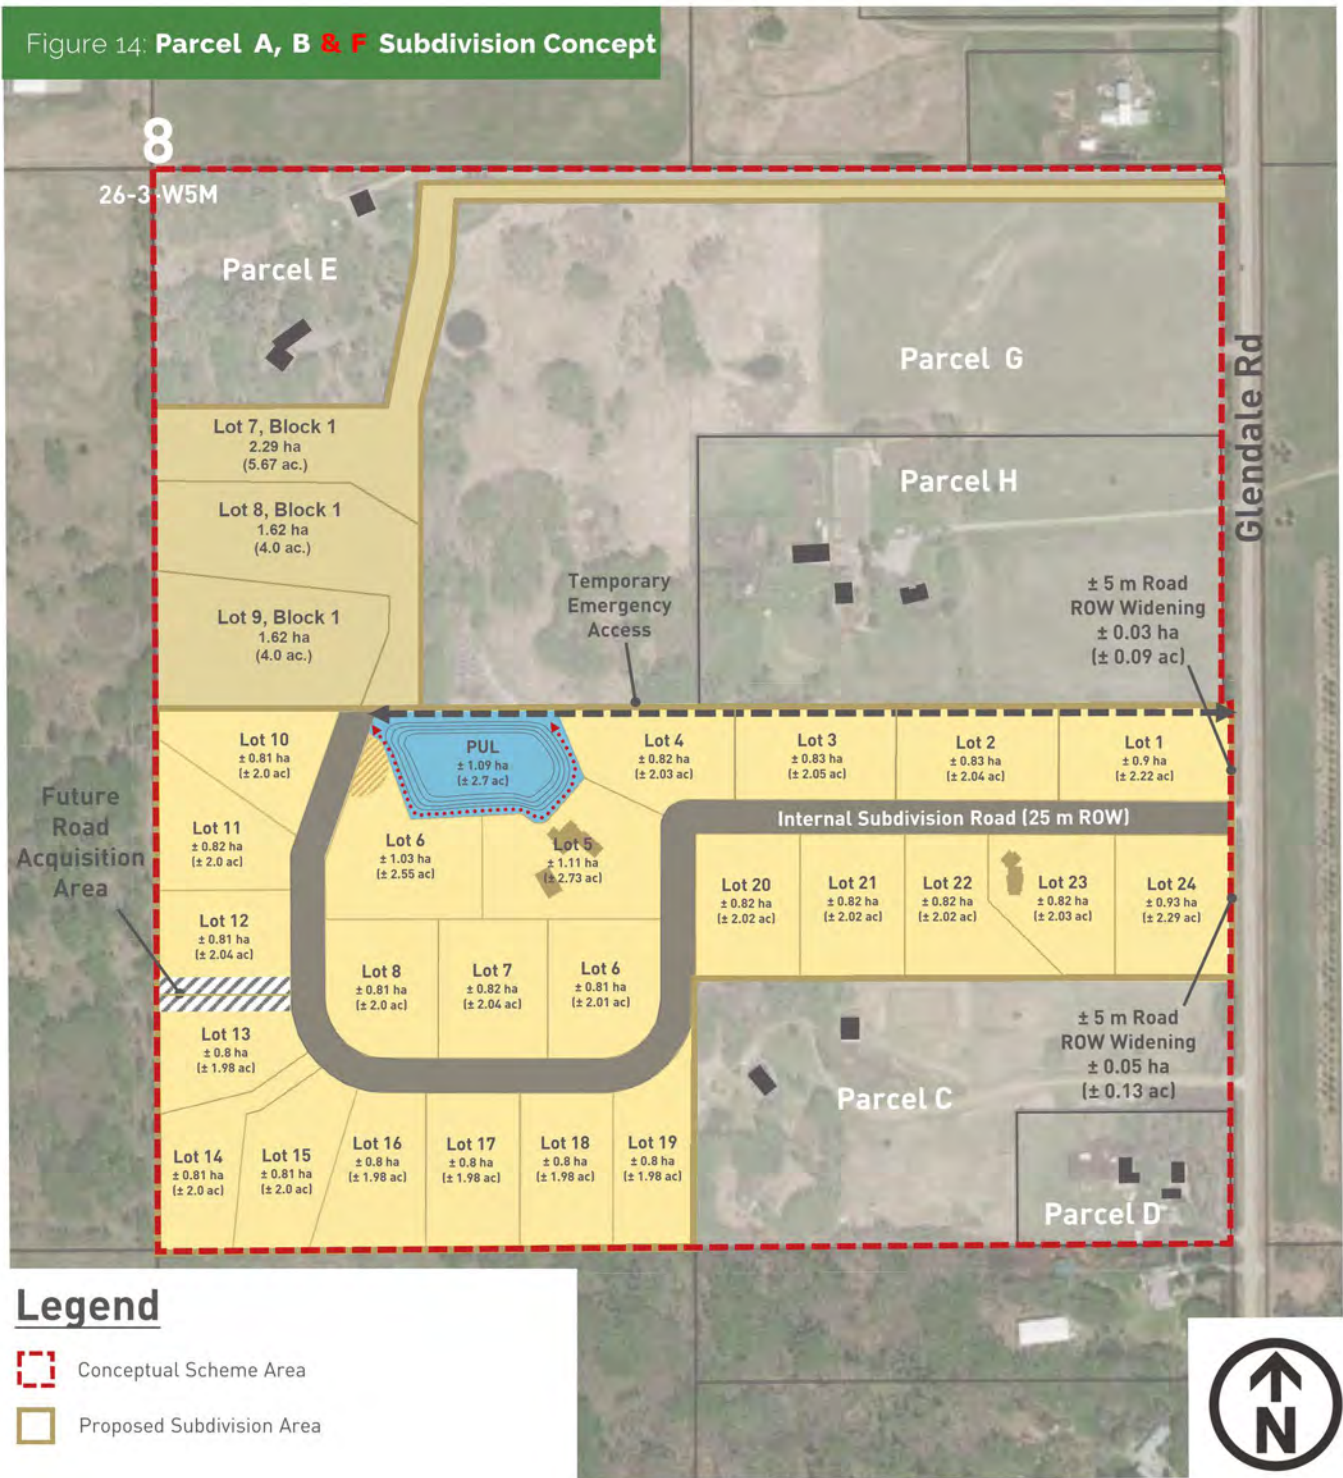 Figure 14: Parcel A, B & F Subdivision Concept
8
26-3-W5M
Parcel E
Parcel G
Glendale Rd
Lot 7, Block 1
2.29 ha
(5.67 ac.)
Parcel H
Lot 8, Block 1
1.62 ha
(4.0 ac.)
Temporary
Emergency
Access
± 5 m Road
ROW Widening
± 0.03 ha
(± 0.09 ac)
Lot 9, Block 1
1.62 ha
(4.0 ac.)
Lot 10
± 0.81 ha
(± 2.0 ac)
PUL
± 1.09 ha
(± 2.7 ac)
Lot 4
± 0.82 ha
(± 2.03 ac)
Lot 3
± 0.83 ha
(± 2.05 ac)
Lot 2
± 0.83 ha
(± 2.04 ac)
Lot 1
± 0.9 ha
(± 2.22 ac)
Future
Road
Acquisition
Area
Internal Subdivision Road (25 m ROW)
Lot 11
± 0.82 ha
(± 2.0 ac)
Lot 6
± 1.03 ha
(± 2.55 ac)
Lot 5
± 1.11 ha
(± 2.73 ac)
Lot 20
± 0.82 ha
(± 2.02 ac)
Lot 21
± 0.82 ha
(± 2.02 ac)
Lot 22
± 0.82 ha
(± 2.02 ac)
Lot 23
± 0.82 ha
(± 2.03 ac)
Lot 24
± 0.93 ha
(± 2.29 ac)
Lot 12
± 0.81 ha
(± 2.04 ac)
Lot 8
± 0.81 ha
(± 2.0 ac)
Lot 7
± 0.82 ha
(± 2.04 ac)
Lot 6
± 0.81 ha
(± 2.01 ac)
Lot 13
± 0.8 ha
(± 1.98 ac)
± 5 m Road
ROW Widening
± 0.05 ha
(± 0.13 ac)
Parcel C
Lot 14
± 0.81 ha
(± 2.0 ac)
Lot 15
± 0.81 ha
(± 2.0 ac)
Lot 16
± 0.8 ha
(± 1.98 ac)
Lot 17
± 0.8 ha
(± 1.98 ac)
Lot 18
± 0.8 ha
(± 1.98 ac)
Lot 19
± 0.8 ha
(± 1.98 ac)
Parcel D
Legend
Conceptual Scheme Area
Proposed Subdivision Area
N